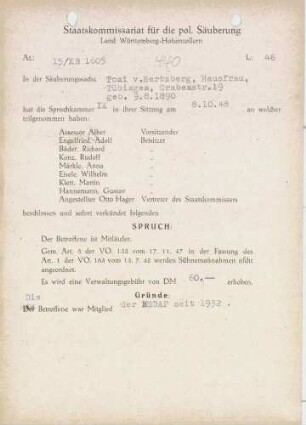 Staatskommissariat für die pol. Säuberung
Land Württemberg-Hohenzollern
Az: 15/KB 1605 440 L: 46
In der Säuberungssache: Toni v.Hertzberg, Hausfrau,
Tübingen, Grabenstr.19
geb. 9.8.1890
hat die Spruchkammer IA in ihrer Sitzung am 8.10.48 an welcher
teilgenommen haben:
Assessor Vorsitzender
Engelfried Adolf Beisitzer
Bäder, Richard
Konz, Rudolf
Märkle, Anna
Eisele, Wilhelm
Klett, Martin
Hannemann, Gustav
Angestellter Otto Hager Vertreter des Staatskommissars
beschlossen und sofort verkündet folgenden
SPRUCH:
Der Betroffene ist Mitläufer.
Gem. Art. 8 der VO. 132 vom 17. 11. 47 in der Fassung des
Art. 1 der VO. 165 vom 13. 7. 48 werden Sühnemaßnahmen nicht
angeordnet.
Es wird eine Verwaltungsgebühr von DM 60.— erhoben.
Gründe:
Die
Der Betroffene war Mitglied der NSDAP seit 1932.